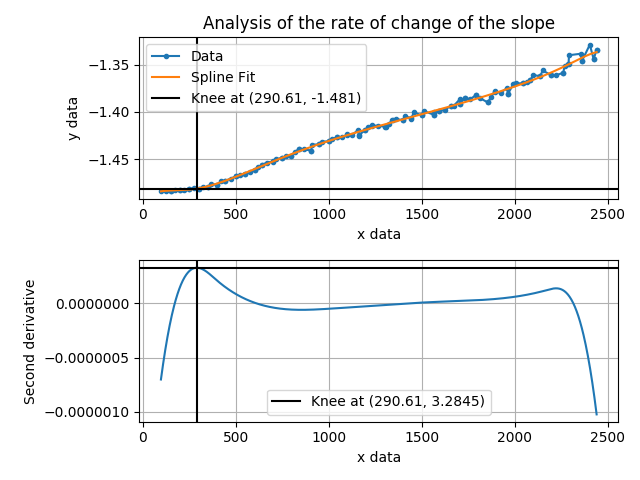 Analysis of the rate of change of the slope
Data
Spline Fit
Knee at (290.61, -1.481)
−1.35
−1.40
−1.45
y data
0 500 1000 1500 2000 2500
x data
0.0000000
−0.0000005
−0.0000010
Second derivative
Knee at (290.61, 3.2845)
0 500 1000 1500 2000 2500
x data